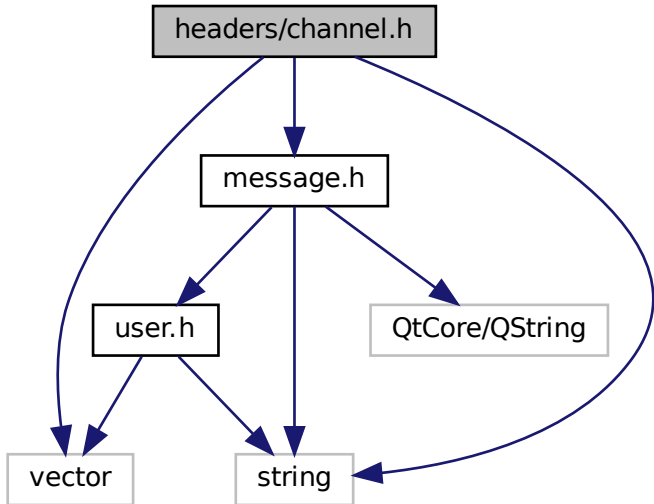 headers/channel.h
message.h
user.h
QtCore/QString
vector
string